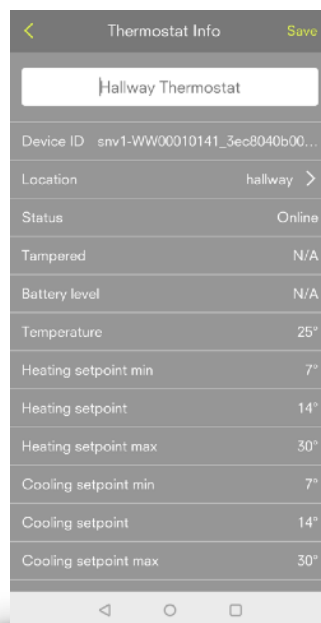 Thermostat Info Save
Hallway Thermostat
Device ID snv1-WW00010141_3ec8040b00...
Location hallway
Status Online
Tampered N/A
Battery level N/A
Temperature 25°
Heating setpoint min 7°
Heating setpoint 14°
Heating setpoint max 30°
Cooling setpoint min 7°
Cooling setpoint 14°
Cooling setpoint max 30°